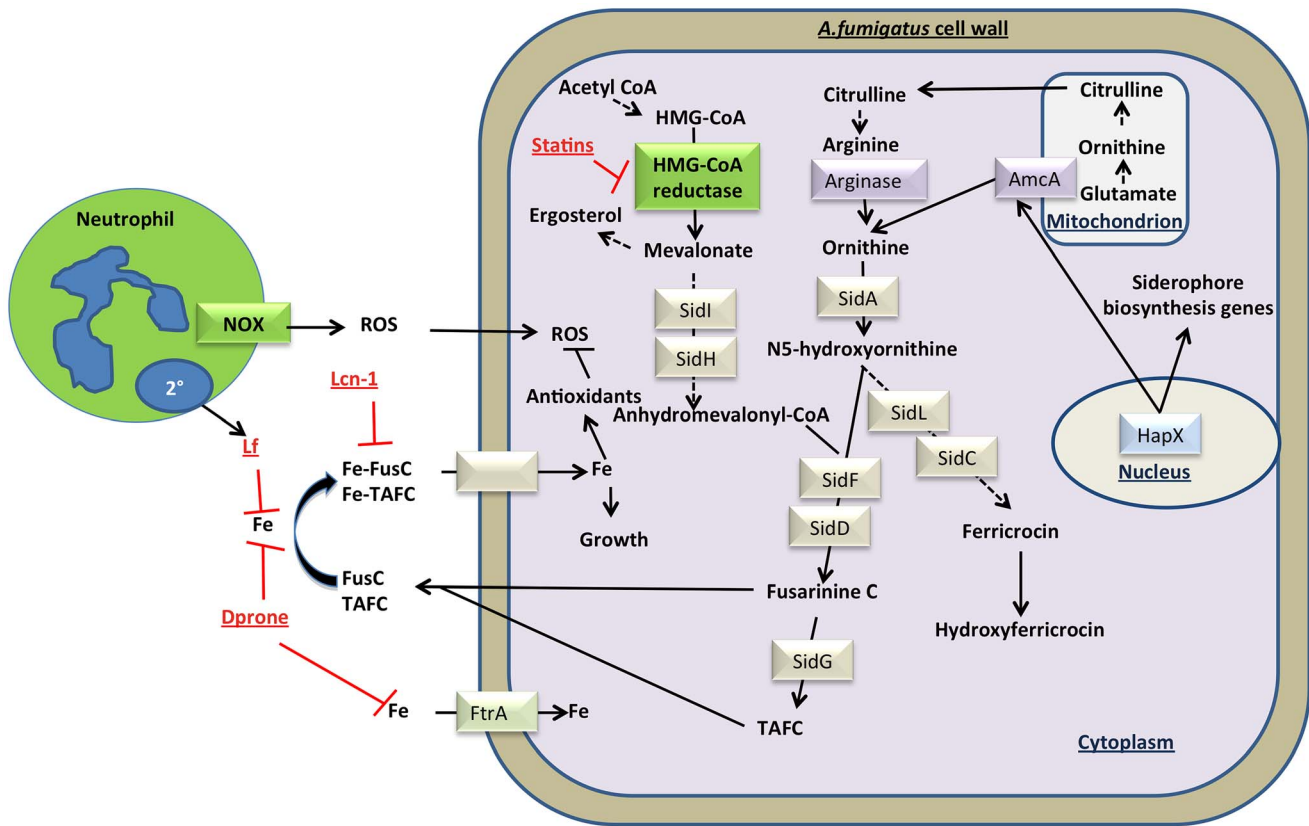 A.fumigatus cell wall
Acetyl CoA
HMG-CoA
Statins
HMG-CoA
reductase
Ergosterol
Mevalonate
SidI
SidH
Anhydromevalonyl-CoA
Citrulline
Arginine
Arginase
Ornithine
SidA
N5-hydroxyornithine
SidL
SidC
SidF
SidD
Ferricrocin
Hydroxyferricrocin
Fusarinine C
SidG
TAFC
Citrulline
Ornithine
Glutamate
Mitochondrion
AmcA
Siderophore
biosynthesis genes
HapX
Nucleus
Cytoplasm
Neutrophil
NOX
ROS
ROS
2°
Lcn-1
Antioxidants
Lf
Fe-FusC
Fe-TAFC
Fe
Fe
Growth
FusC
TAFC
Dprone
Fe
FtrA
Fe